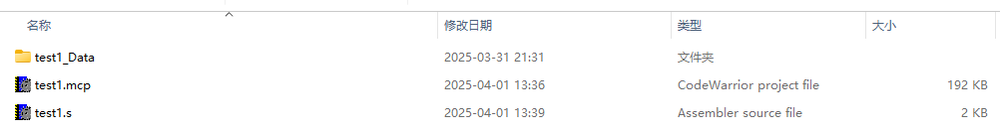 名称 修改日期 类型 大小
test1_Data 2025-03-31 21:31 文件夹
test1.mcp 2025-04-01 13:36 CodeWarrior project file 192 KB
test1.s 2025-04-01 13:39 Assembler source file 2 KB